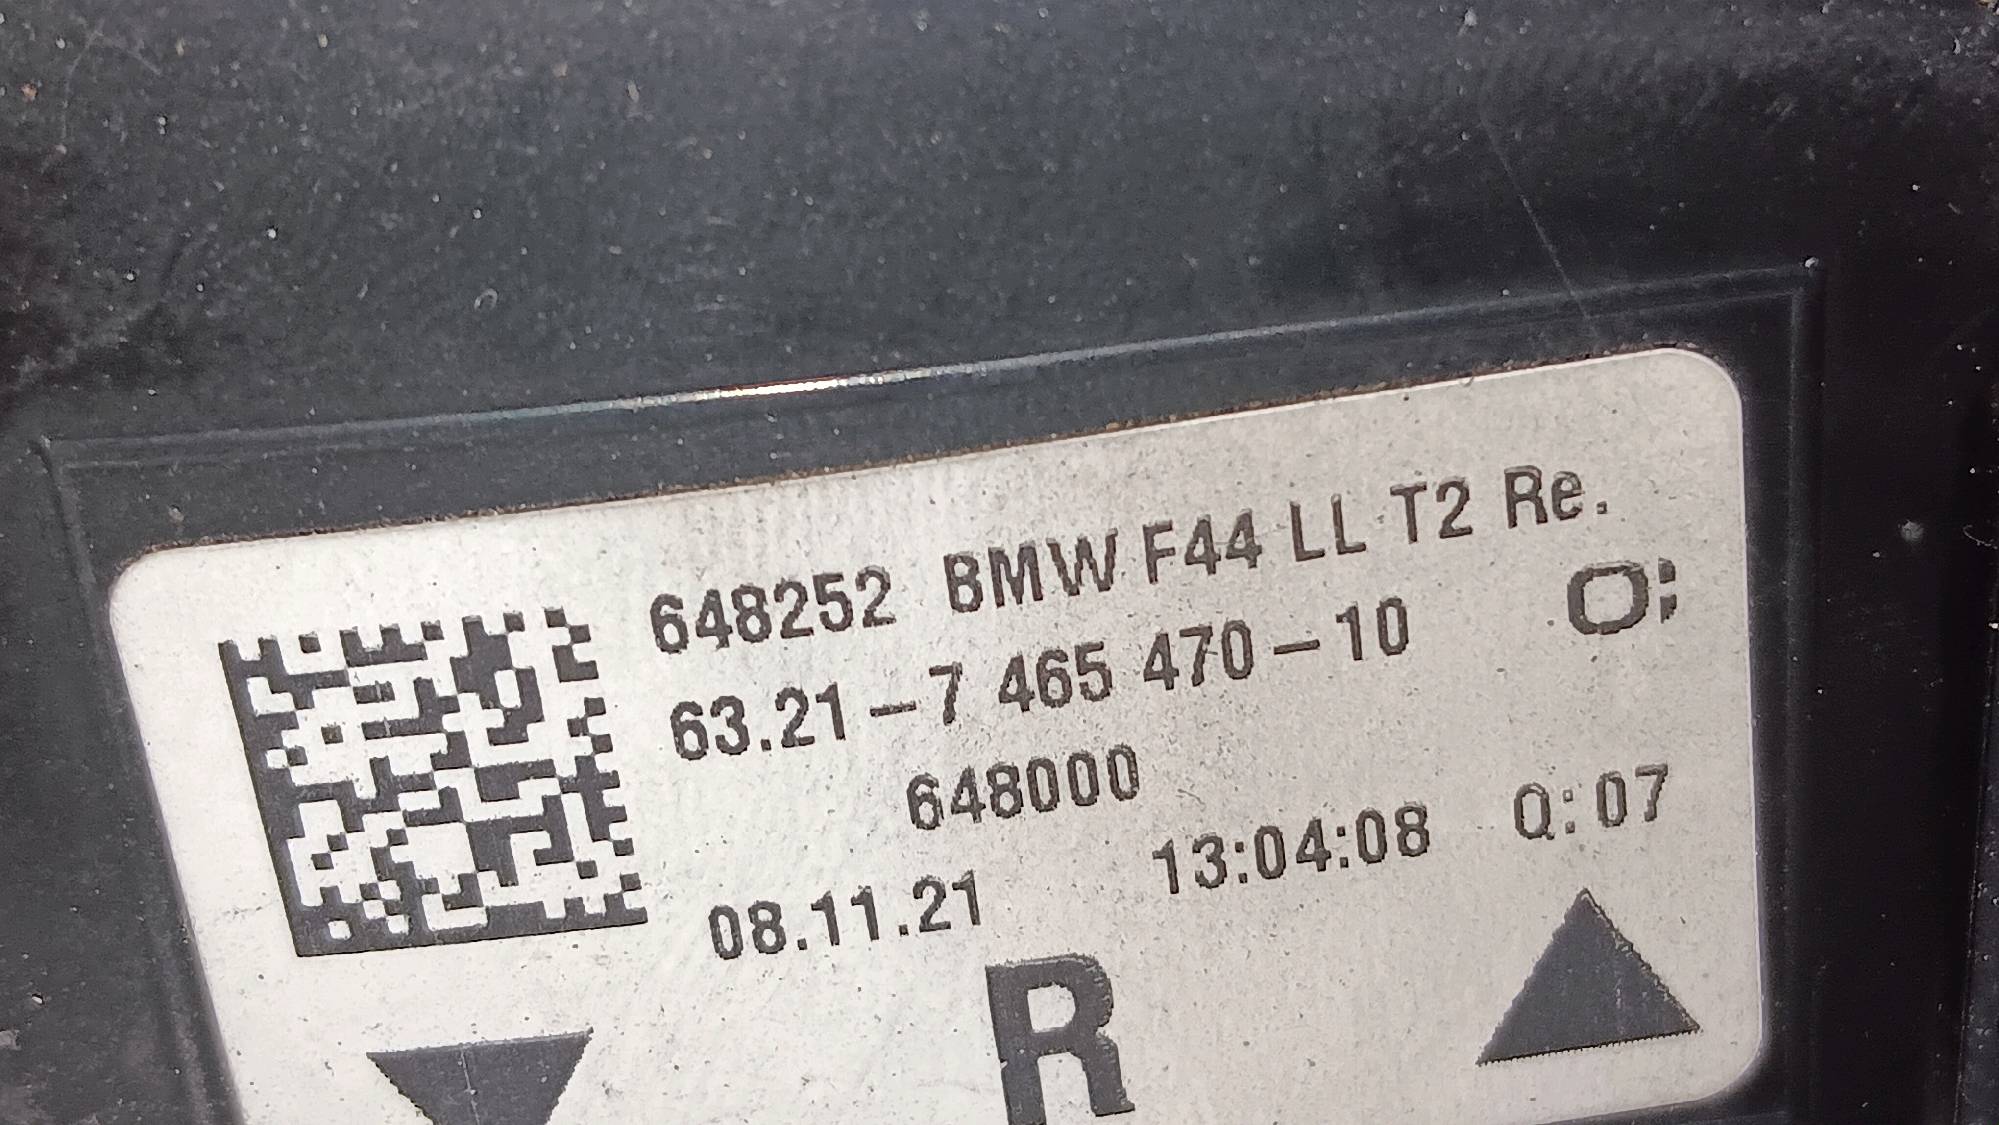 648252 BMW F44 LL T2 Re.
63.21-7 465 470-10 O;
648000
08.11.21 13:04:08 Q:07
R